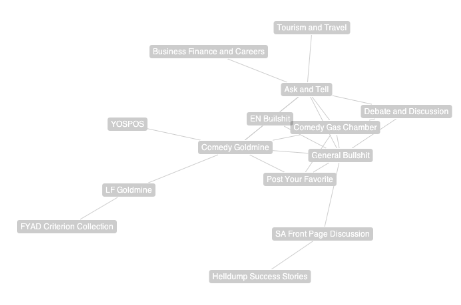 Tourism and Travel
Business Finance and Careers
Ask and Tell
Debate and Discussion
EN Bullshit
YOSPOS
Comedy Gas Chamber
Comedy Goldmine
General Bullshit
Post Your Favorite
LF Goldmine
FYAD Criterion Collection
SA Front Page Discussion
Helldump Success Stories